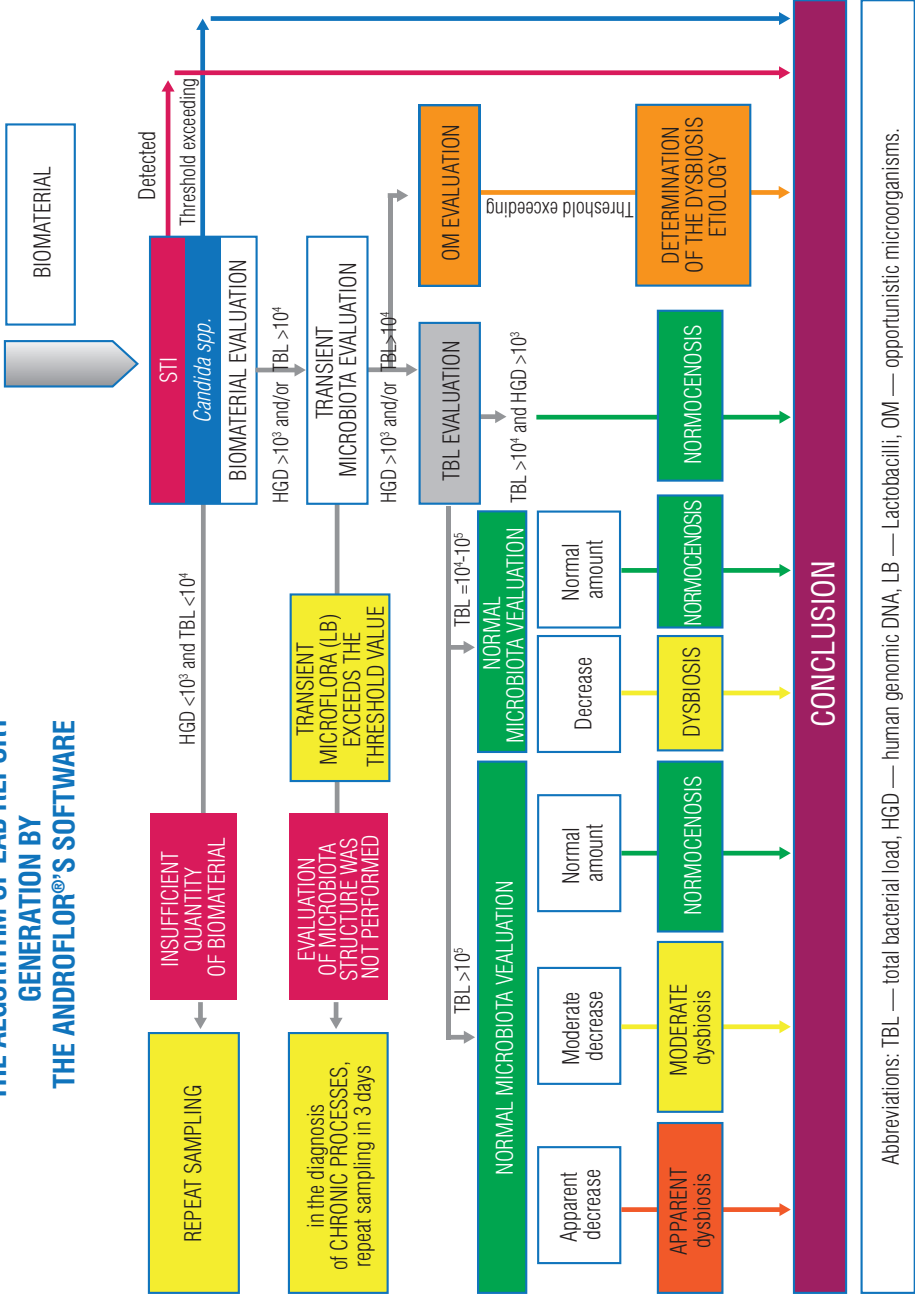 THE ALGORITHM OF LAB REPORT
GENERATION BY
THE ANDROFLOR®'S SOFTWARE
BIOMATERIAL
STI
Candida spp.
BIOMATERIAL EVALUATION
Detected
Threshold exceeding
HGD <10³ and TBL <10⁴
INSUFFICIENT
QUANTITY
OF BIOMATERIAL
REPEAT SAMPLING
HGD >10³ and/or TBL >10⁴
TRANSIENT
MICROBIOTA EVALUATION
TRANSIENT
MICROFLORA (LB)
EXCEEDS THE
THRESHOLD VALUE
EVALUATION
OF MICROBIOTA
STRUCTURE WAS
NOT PERFORMED
in the diagnosis
of CHRONIC PROCESSES,
repeat sampling in 3 days
HGD >10³ and/or TBL>10⁴
TBL EVALUATION
OM EVALUATION
Threshold exceeding
DETERMINATION
OF THE DYSBIOSIS
ETIOLOGY
TBL >10⁵
TBL =10⁴-10⁵
TBL >10⁴ and HGD >10³
NORMAL MICROBIOTA VEALUATION
NORMAL
MICROBIOTA VEALUATION
Apparent
decrease
Moderate
decrease
Normal
amount
Decrease
Normal
amount
APPARENT
dysbiosis
MODERATE
dysbiosis
NORMOCENOSIS
DYSBIOSIS
NORMOCENOSIS
NORMOCENOSIS
CONCLUSION
Abbreviations: TBL — total bacterial load, HGD — human genomic DNA, LB — Lactobacilli, OM — opportunistic microorganisms.